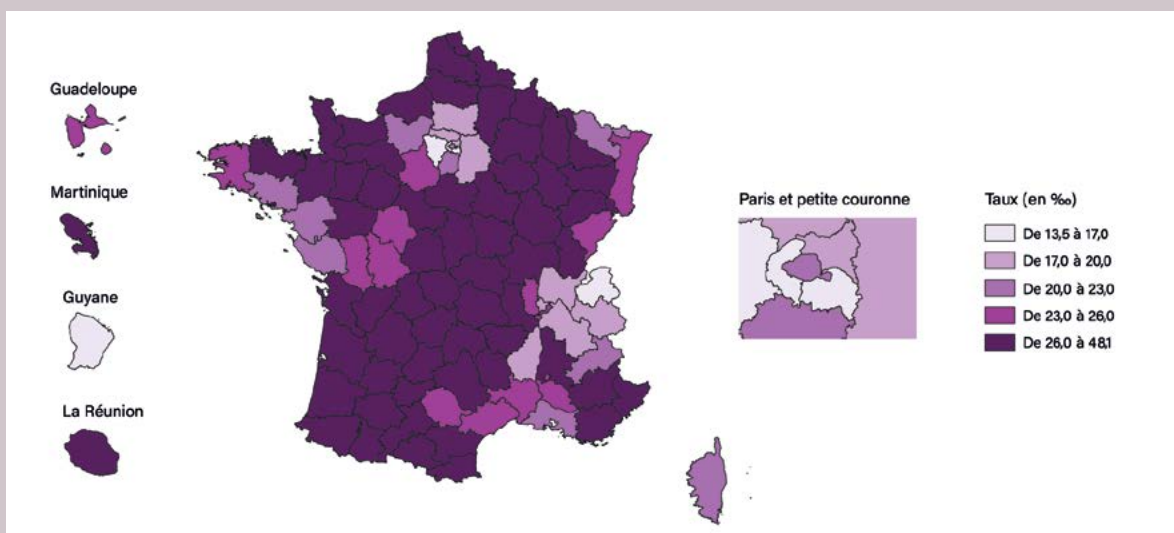 Guadeloupe
Martinique
Guyane
La Réunion
Paris et petite couronne
Taux (en ‰)
De 13,5 à 17,0
De 17,0 à 20,0
De 20,0 à 23,0
De 23,0 à 26,0
De 26,0 à 48,1